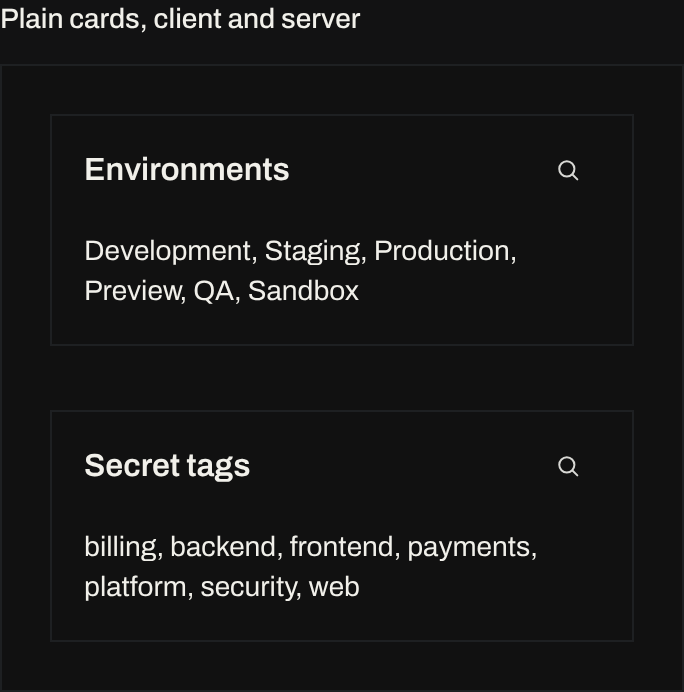 Plain cards, client and server
Environments
Development, Staging, Production,
Preview, QA, Sandbox
Secret tags
billing, backend, frontend, payments,
platform, security, web